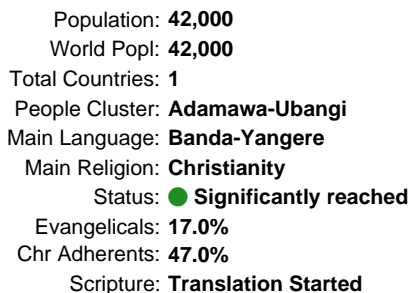 Population: 42,000
World Popl: 42,000
Total Countries: 1
People Cluster: Adamawa-Ubangi
Main Language: Banda-Yangere
Main Religion: Christianity
Status: Significantly reached
Evangelicals: 17.0%
Chr Adherents: 47.0%
Scripture: Translation Started